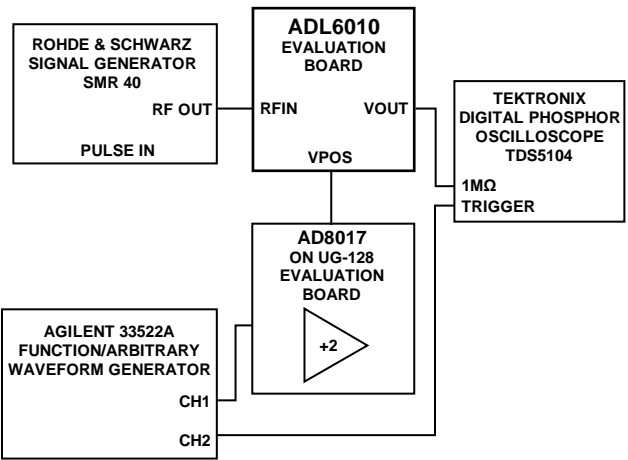 ROHDE & SCHWARZ
SIGNAL GENERATOR
SMR 40
RF OUT
PULSE IN
ADL6010
EVALUATION
BOARD
RFIN
VOUT
VPOS
TEKTRONIX
DIGITAL PHOSPHOR
OSCILLOSCOPE
TDS5104
1MΩ
TRIGGER
AD8017
ON UG-128
EVALUATION
BOARD
+2
AGILENT 33522A
FUNCTION/ARBITRARY
WAVEFORM GENERATOR
CH1
CH2